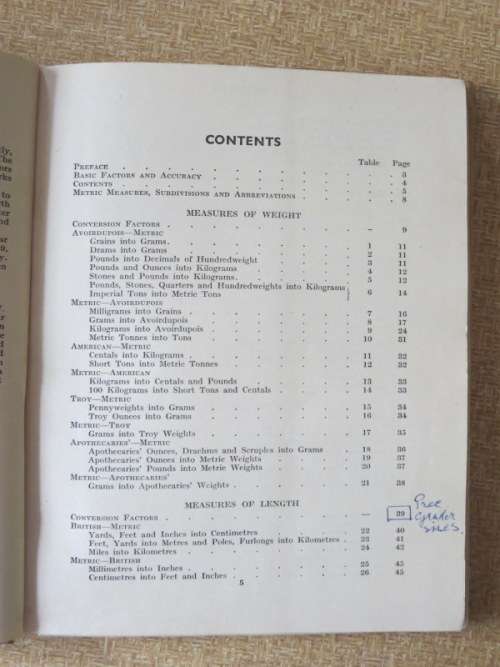 CONTENTS
Table Page
PREFACE 3
BASIC FACTORS AND ACCURACY 4
CONTENTS 5
METRIC MEASURES, SUBDIVISIONS AND ABBREVIATIONS 8
MEASURES OF WEIGHT
CONVERSION FACTORS – 9
AVOIRDUPOIS—METRIC
Grains into Grams 1 11
Drams into Grams 2 11
Pounds into Decimals of Hundredweight 3 11
Pounds and Ounces into Kilograms 4 12
Stones and Pounds into Kilograms 5 12
Pounds, Stones, Quarters and Hundredweights into Kilograms
Imperial Tons into Metric Tons 6 14
METRIC—AVOIRDUPOIS
Milligrams into Grains 7 16
Grams into Avoirdupois 8 17
Kilograms into Avoirdupois 9 24
Metric Tonnes into Tons 10 31
AMERICAN—METRIC
Centals into Kilograms 11 32
Short Tons into Metric Tonnes 12 32
METRIC—AMERICAN
Kilograms into Centals and Pounds 13 33
100 Kilograms into Short Tons and Centals 14 33
TROY—METRIC
Pennyweights into Grams 15 34
Troy Ounces into Grams 16 34
METRIC—TROY
Grams into Troy Weights 17 35
APOTHECARIES'—METRIC
Apothecaries' Ounces, Drachms and Scruples into Grams 18 36
Apothecaries' Ounces into Metric Weights 19 37
Apothecaries' Pounds into Metric Weights 20 37
METRIC—APOTHECARIES'
Grams into Apothecaries' Weights 21 38
MEASURES OF LENGTH
CONVERSION FACTORS — 39
BRITISH—METRIC
Yards, Feet and Inches into Centimetres 22 40
Feet, Yards into Metres and Poles, Furlongs into Kilometres 23 41
Miles into Kilometres 24 42
METRIC—BRITISH
Millimetres into Inches 25 45
Centimetres into Feet and Inches 26 45
5